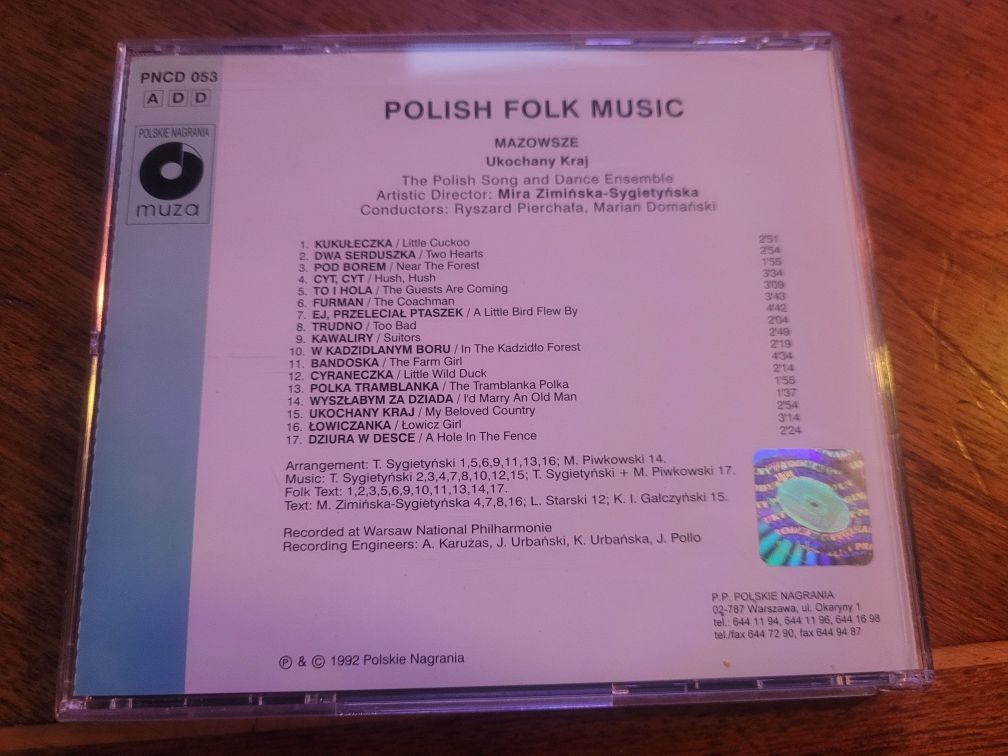 PNCD 053
A D D
POLSKIE NAGRANIA
muza
POLISH FOLK MUSIC
MAZOWSZE
Ukochany Kraj
The Polish Song and Dance Ensemble
Artistic Director: Mira Zimińska-Sygietyńska
Conductors: Ryszard Pierchała, Marian Domański
1. KUKUŁECZKA / Little Cuckoo 2'51
2. DWA SERDUSZKA / Two Hearts 2'54
3. POD BOREM / Near The Forest 1'55
4. CYT, CYT / Hush, Hush 3'34
5. TO I HOLA / The Guests Are Coming 3'09
6. FURMAN / The Coachman 3'43
7. EJ, PRZELECIAŁ PTASZEK / A Little Bird Flew By 4'42
8. TRUDNO / Too Bad 2'04
9. KAWALIRY / Suitors 2'49
10. W KADZIDLANYM BORU / In The Kadzidło Forest 2'19
11. BANDOSKA / The Farm Girl 4'34
12. CYRANECZKA / Little Wild Duck 2'14
13. POLKA TRAMBLANKA / The Tramblanka Polka 1'55
14. WYSZŁABYM ZA DZIADA / I'd Marry An Old Man 1'37
15. UKOCHANY KRAJ / My Beloved Country 2'54
16. ŁOWICZANKA / Łowicz Girl 3'14
17. DZIURA W DESCE / A Hole In The Fence 2'24
Arrangement: T. Sygietyński 1,5,6,9,11,13,16; M. Piwkowski 14.
Music: T. Sygietyński 2,3,4,7,8,10,12,15; T. Sygietyński + M. Piwkowski 17.
Folk Text: 1,2,3,5,6,9,10,11,13,14,17.
Text: M. Zimińska-Sygietyńska 4,7,8,16; L. Starski 12; K. I. Gałczyński 15.
Recorded at Warsaw National Philharmonie
Recording Engineers: A. Karużas, J. Urbański, K. Urbańska, J. Pollo
P.P. POLSKIE NAGRANIA
02-787 Warszawa, ul. Okaryny 1
tel.: 644 11 94, 644 11 96, 644 16 98
tel./fax 644 72 90, fax 644 94 87
Ⓟ & © 1992 Polskie Nagrania